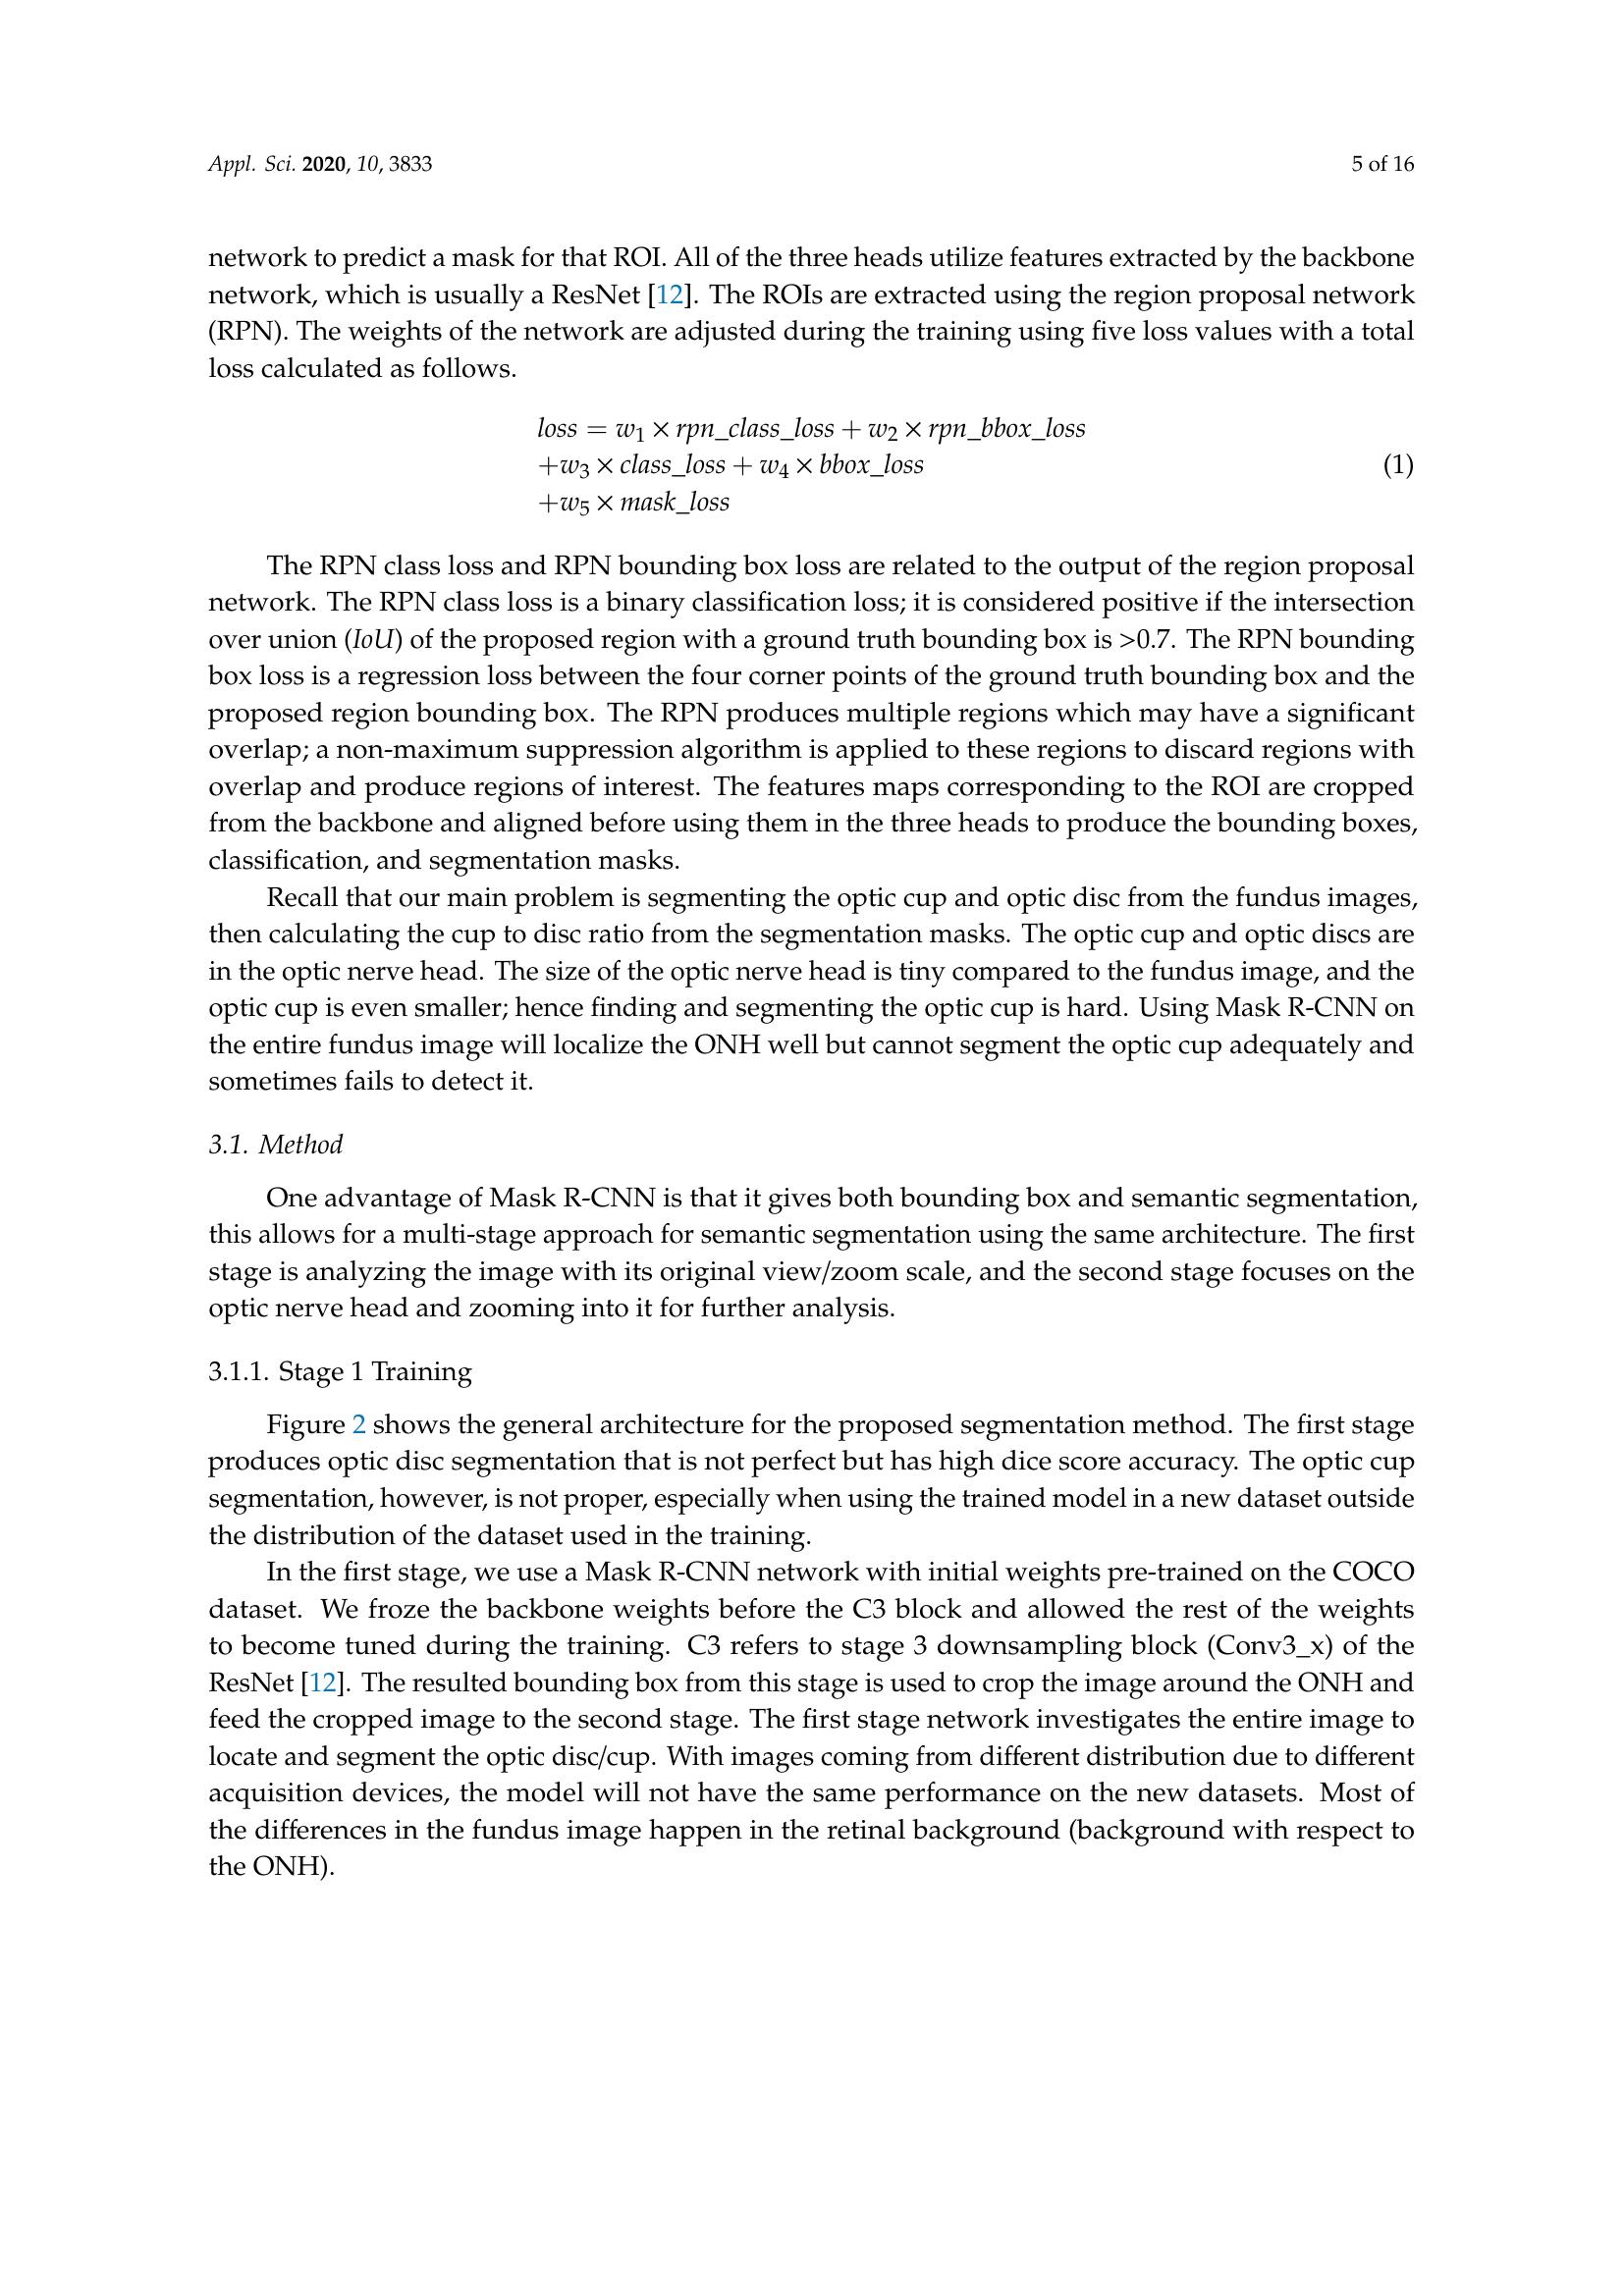 Appl. Sci. 2020, 10, 3833
5 of 16
network to predict a mask for that ROI. All of the three heads utilize features extracted by the backbone
network, which is usually a ResNet [12]. The ROIs are extracted using the region proposal network
(RPN). The weights of the network are adjusted during the training using five loss values with a total
loss calculated as follows.
loss = w1 × rpn_class_loss + w2 × rpn_bbox_loss
+w3 × class_loss + w4 × bbox_loss
(1)
+w5 × mask_loss
The RPN class loss and RPN bounding box loss are related to the output of the region proposal
network. The RPN class loss is a binary classification loss; it is considered positive if the intersection
over union (IoU) of the proposed region with a ground truth bounding box is >0.7. The RPN bounding
box loss is a regression loss between the four corner points of the ground truth bounding box and the
proposed region bounding box. The RPN produces multiple regions which may have a significant
overlap; a non-maximum suppression algorithm is applied to these regions to discard regions with
overlap and produce regions of interest. The features maps corresponding to the ROI are cropped
from the backbone and aligned before using them in the three heads to produce the bounding boxes,
classification, and segmentation masks.
Recall that our main problem is segmenting the optic cup and optic disc from the fundus images,
then calculating the cup to disc ratio from the segmentation masks. The optic cup and optic discs are
in the optic nerve head. The size of the optic nerve head is tiny compared to the fundus image, and the
optic cup is even smaller; hence finding and segmenting the optic cup is hard. Using Mask R-CNN on
the entire fundus image will localize the ONH well but cannot segment the optic cup adequately and
sometimes fails to detect it.
3.1. Method
One advantage of Mask R-CNN is that it gives both bounding box and semantic segmentation,
this allows for a multi-stage approach for semantic segmentation using the same architecture. The first
stage is analyzing the image with its original view/zoom scale, and the second stage focuses on the
optic nerve head and zooming into it for further analysis.
3.1.1. Stage 1 Training
Figure 2 shows the general architecture for the proposed segmentation method. The first stage
produces optic disc segmentation that is not perfect but has high dice score accuracy. The optic cup
segmentation, however, is not proper, especially when using the trained model in a new dataset outside
the distribution of the dataset used in the training.
In the first stage, we use a Mask R-CNN network with initial weights pre-trained on the COCO
dataset. We froze the backbone weights before the C3 block and allowed the rest of the weights
to become tuned during the training. C3 refers to stage 3 downsampling block (Conv3_x) of the
ResNet [12]. The resulted bounding box from this stage is used to crop the image around the ONH and
feed the cropped image to the second stage. The first stage network investigates the entire image to
locate and segment the optic disc/cup. With images coming from different distribution due to different
acquisition devices, the model will not have the same performance on the new datasets. Most of
the differences in the fundus image happen in the retinal background (background with respect to
the ONH).